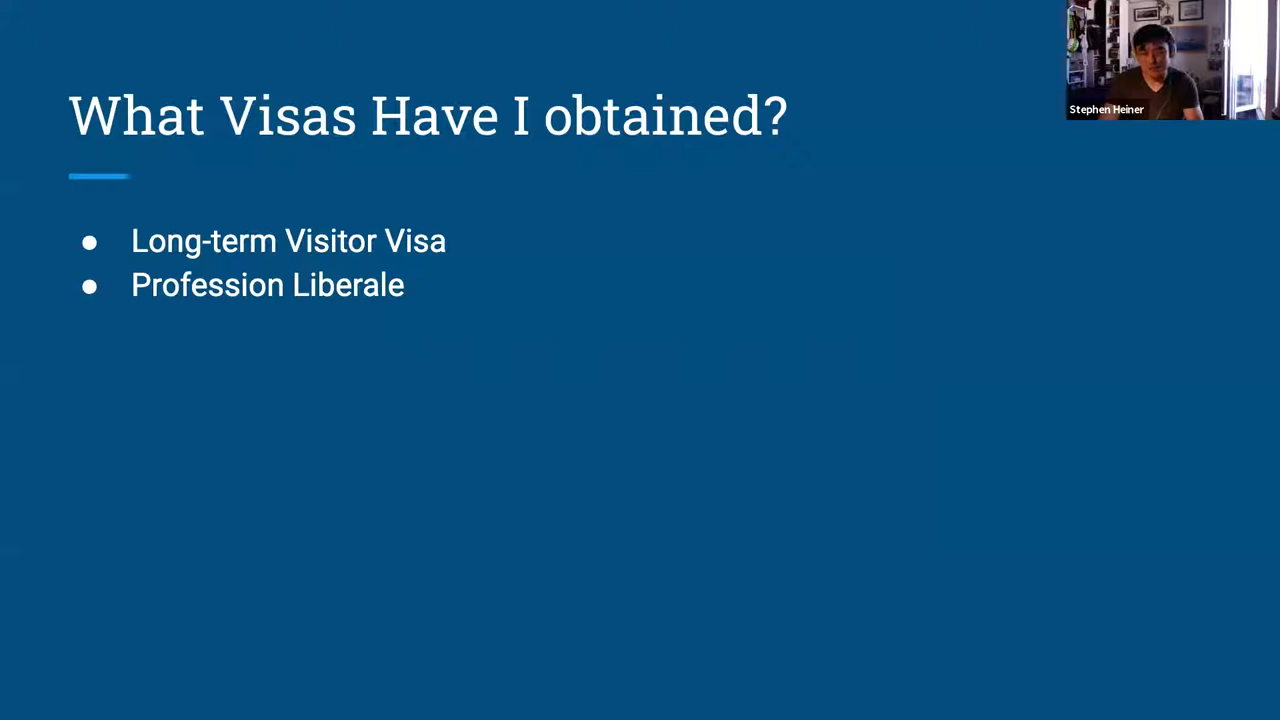 What Visas Have I obtained?
Stephen Heiner
● Long-term Visitor Visa
● Profession Liberale